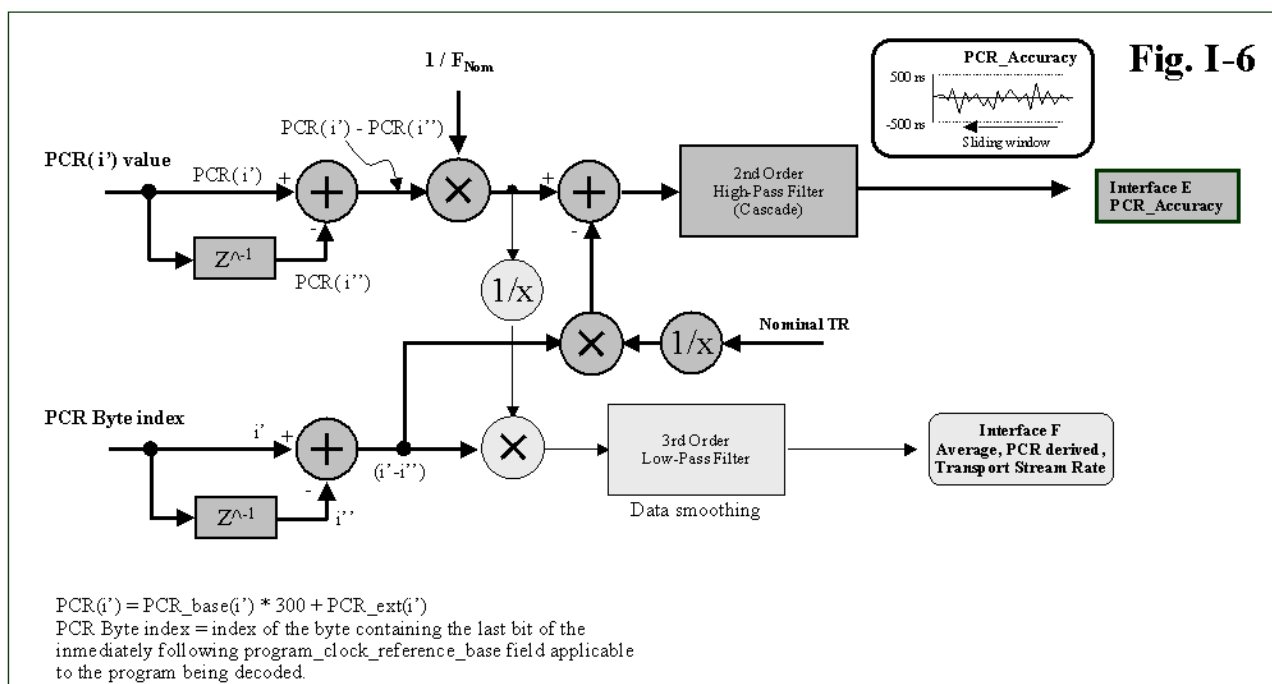 Fig. I-6
1 / FNom
PCR_Accuracy
500 ns
-500 ns
Sliding window
PCR(i') - PCR(i'')
PCR(i') value
PCR(i')
+
+
-
×
+
+
-
2nd Order
High-Pass Filter
(Cascade)
Interface E
PCR_Accuracy
Z^-1
PCR(i'')
1/x
×
1/x
Nominal TR
PCR Byte index
i'
+
+
-
(i'-i'')
×
3rd Order
Low-Pass Filter
Interface F
Average, PCR derived,
Transport Stream Rate
Z^-1
i''
Data smoothing
PCR(i') = PCR_base(i') * 300 + PCR_ext(i')
PCR Byte index = index of the byte containing the last bit of the
inmediately following program_clock_reference_base field applicable
to the program being decoded.